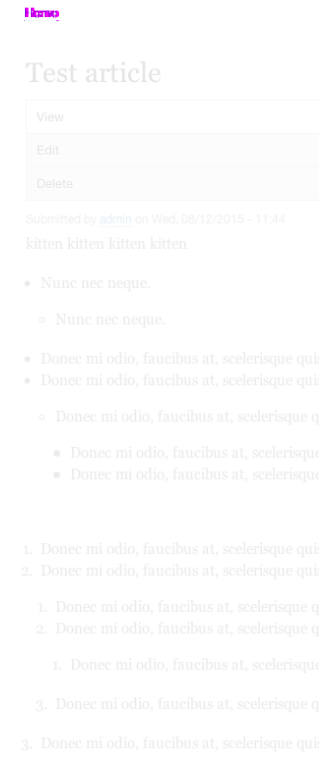 Home
Test article
View
Edit
Delete
Submitted by admin on Wed, 08/12/2015 - 11:44
kitten kitten kitten kitten
• Nunc nec neque.
◦ Nunc nec neque.
• Donec mi odio, faucibus at, scelerisque quis
• Donec mi odio, faucibus at, scelerisque quis
◦ Donec mi odio, faucibus at, scelerisque q
▪ Donec mi odio, faucibus at, scelerisque
▪ Donec mi odio, faucibus at, scelerisque
1. Donec mi odio, faucibus at, scelerisque quis
2. Donec mi odio, faucibus at, scelerisque quis
1. Donec mi odio, faucibus at, scelerisque q
2. Donec mi odio, faucibus at, scelerisque q
1. Donec mi odio, faucibus at, scelerisque
3. Donec mi odio, faucibus at, scelerisque q
3. Donec mi odio, faucibus at, scelerisque quis